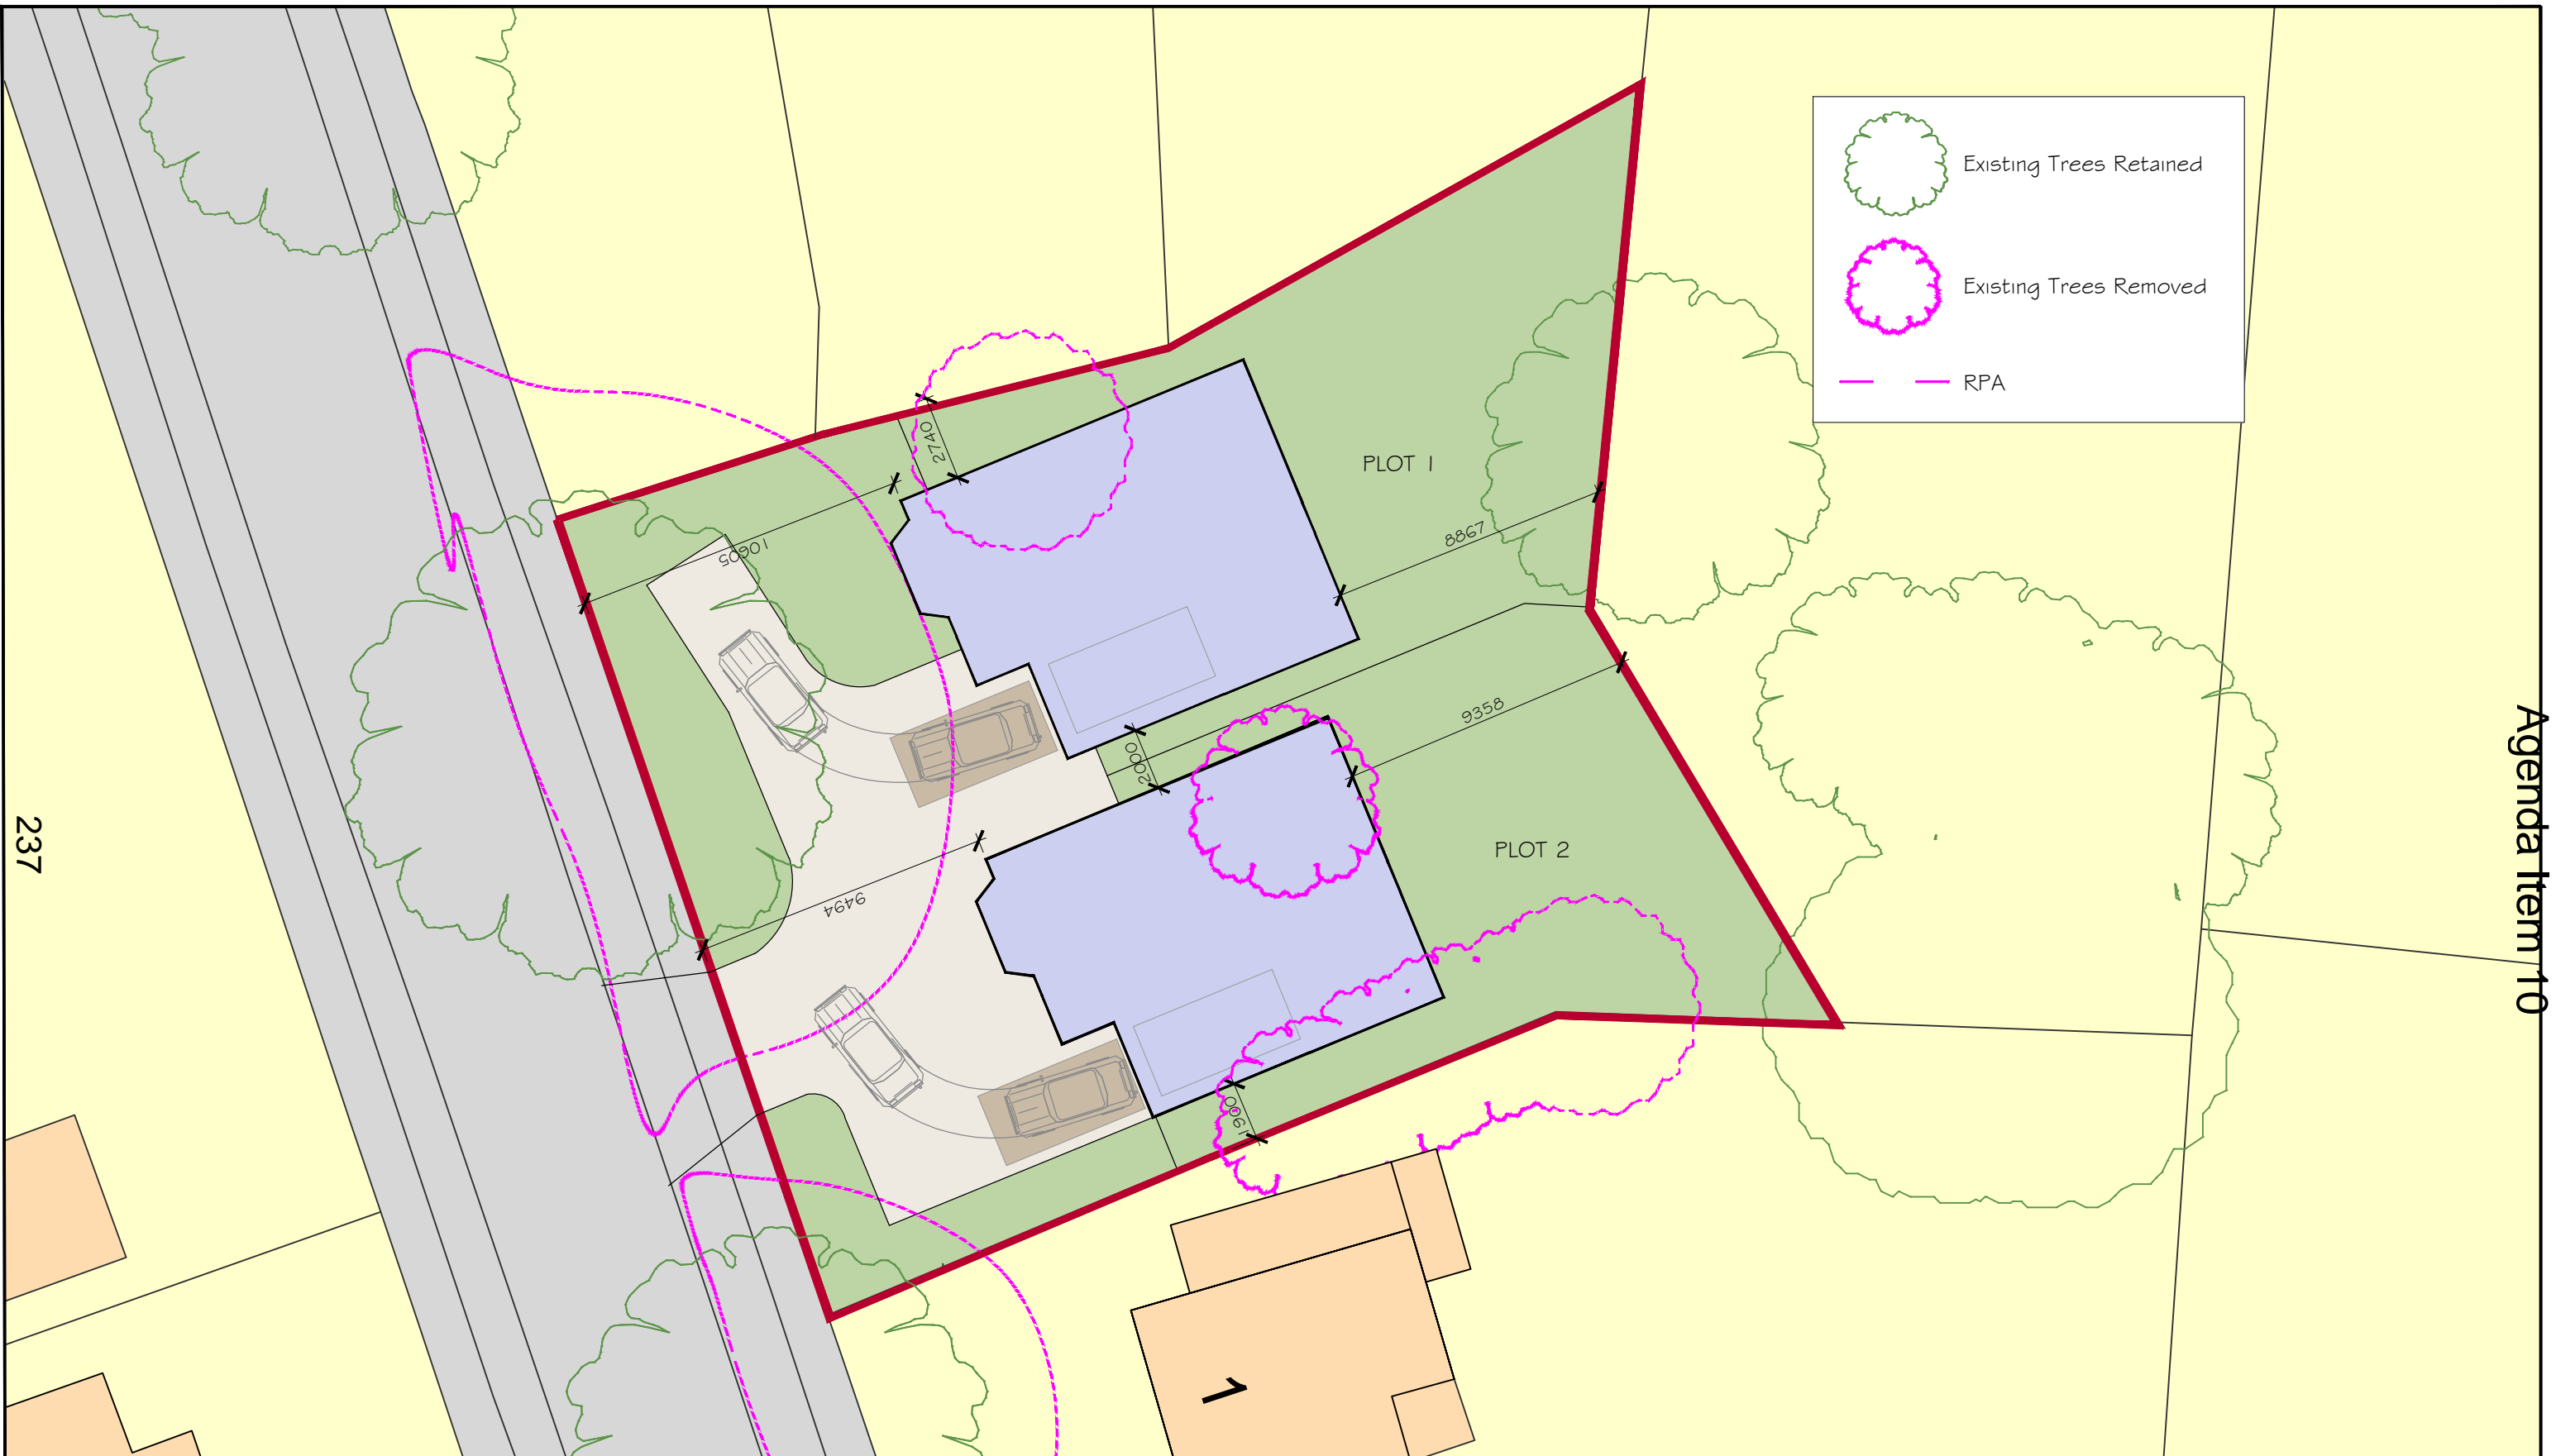 Existing Trees Retained
Existing Trees Removed
RPA
2740
PLOT 1
10605
8867
9358
2000
PLOT 2
9494
1900
1
237
Agenda Item 10